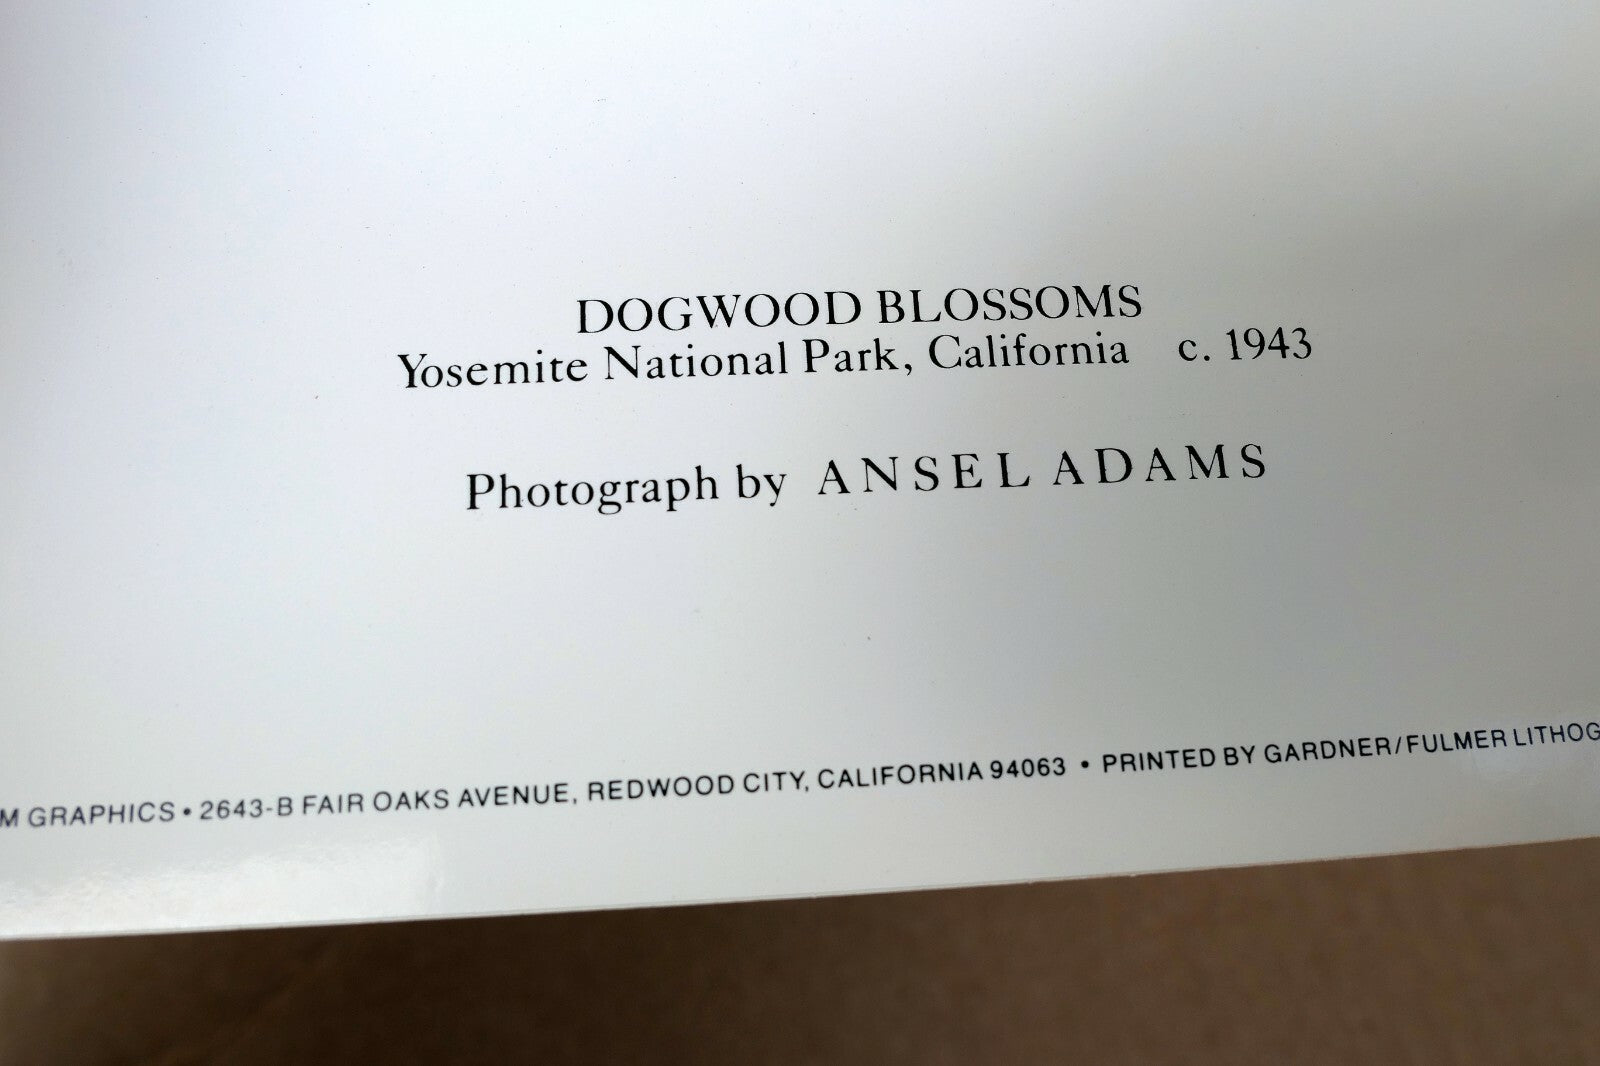 DOGWOOD BLOSSOMS
Yosemite National Park, California c. 1943
Photograph by ANSEL ADAMS
M GRAPHICS • 2643-B FAIR OAKS AVENUE, REDWOOD CITY, CALIFORNIA 94063 • PRINTED BY GARDNER/FULMER LITHOG